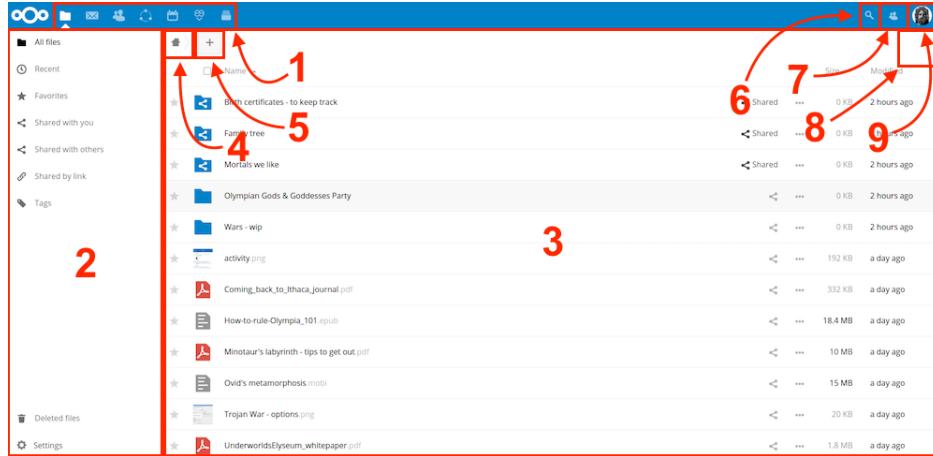 All files
Recent
Favorites
Shared with you
Shared with others
Shared by link
Tags
Deleted files
Settings
1
2
3
4
5
6
7
8
9
+
Name Size Modified
Birth certificates - to keep track Shared ... 0 KB 2 hours ago
Family tree Shared ... 0 KB hours ago
Mortals we like Shared ... 0 KB 2 hours ago
Olympian Gods & Goddesses Party ... 0 KB 2 hours ago
Wars - wip ... 0 KB 2 hours ago
activity.png ... 192 KB a day ago
Coming_back_to_Ithaca_journal.pdf ... 332 KB a day ago
How-to-rule-Olympia_101.epub ... 18.4 MB a day ago
Minotaur's labyrinth - tips to get out.pdf ... 10 MB a day ago
Ovid's metamorphosis.mobi ... 15 MB a day ago
Trojan War - options.png ... 20 KB a day ago
UnderworldsElyseum_whitepaper.pdf ... 1.8 MB a day ago